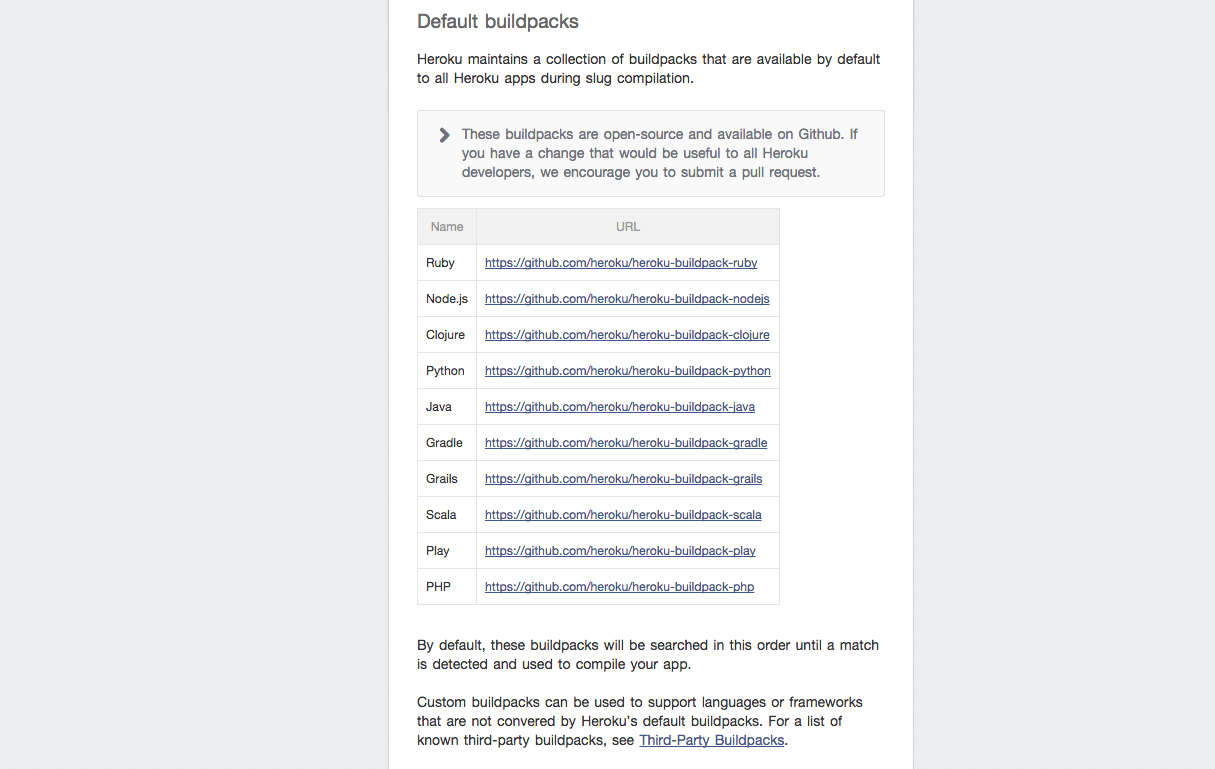 Default buildpacks
Heroku maintains a collection of buildpacks that are available by default
to all Heroku apps during slug compilation.
These buildpacks are open-source and available on Github. If
you have a change that would be useful to all Heroku
developers, we encourage you to submit a pull request.
Name URL
Ruby https://github.com/heroku/heroku-buildpack-ruby
Node.js https://github.com/heroku/heroku-buildpack-nodejs
Clojure https://github.com/heroku/heroku-buildpack-clojure
Python https://github.com/heroku/heroku-buildpack-python
Java https://github.com/heroku/heroku-buildpack-java
Gradle https://github.com/heroku/heroku-buildpack-gradle
Grails https://github.com/heroku/heroku-buildpack-grails
Scala https://github.com/heroku/heroku-buildpack-scala
Play https://github.com/heroku/heroku-buildpack-play
PHP https://github.com/heroku/heroku-buildpack-php
By default, these buildpacks will be searched in this order until a match
is detected and used to compile your app.
Custom buildpacks can be used to support languages or frameworks
that are not convered by Heroku's default buildpacks. For a list of
known third-party buildpacks, see Third-Party Buildpacks.